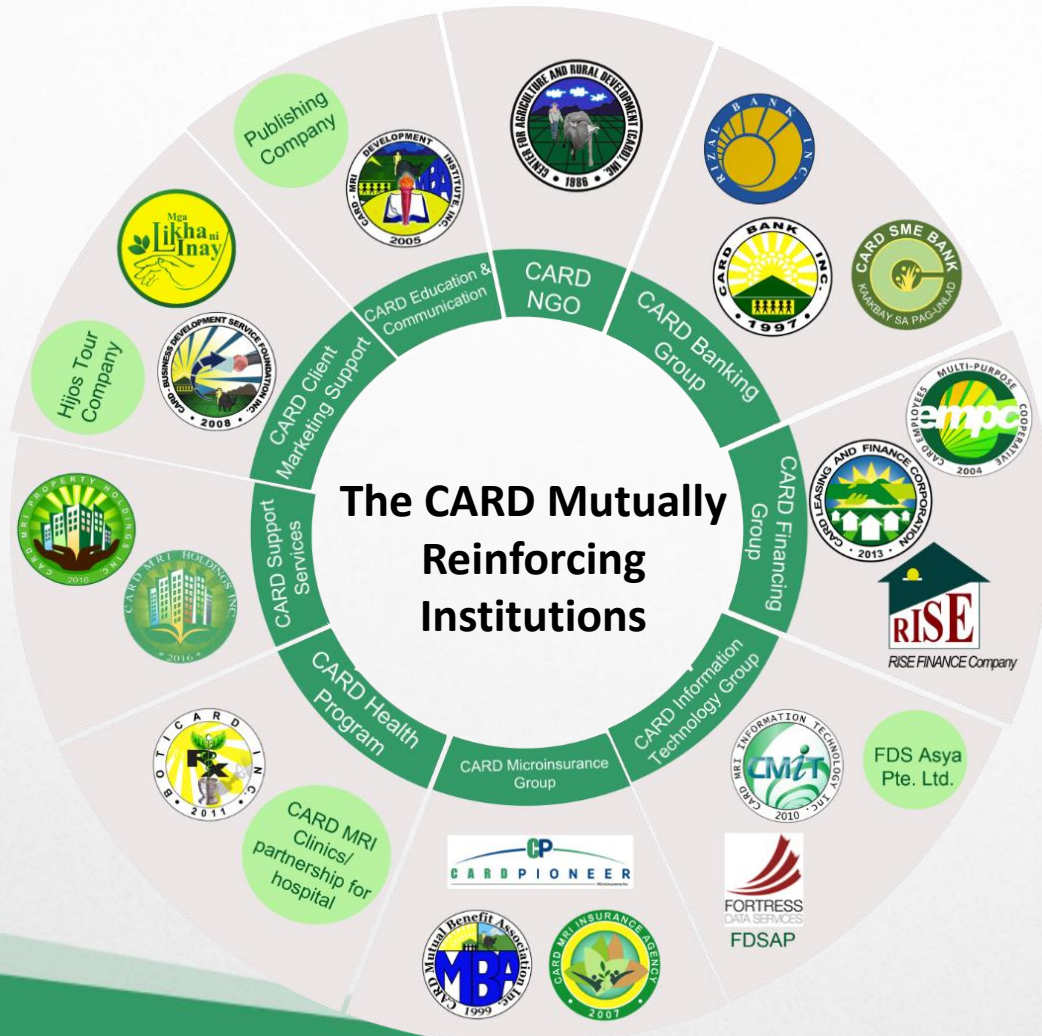 The CARD Mutually
Reinforcing
Institutions
CARD
NGO
CENTER FOR AGRICULTURE AND RURAL DEVELOPMENT (CARD), INC.
1986
CARD Banking
Group
RIZAL BANK INC.
CARD BANK INC.
1997
CARD SME BANK
KAAKBAY SA PAG-UNLAD
CARD Financing
Group
CARD EMPLOYEES MULTI-PURPOSE COOPERATIVE
empc
2004
CARD LEASING AND FINANCE CORPORATION
2013
RISE
RISE FINANCE Company
CARD Information
Technology Group
CARD MRI INFORMATION TECHNOLOGY INC.
CMiT
2010
FDS Asya
Pte. Ltd.
FORTRESS
DATA SERVICES
FDSAP
CARD Microinsurance
Group
CP
CARDPIONEER
CARD Mutual Benefit Association Inc.
MBA
1999
CARD MRI INSURANCE AGENCY
2007
CARD Health
Program
BOTICARD INC.
Rx
2011
CARD MRI
Clinics/
partnership for
hospital
CARD Support
Services
CARD MRI PROPERTY HOLDINGS INC.
2016
CARD MRI HOLDINGS INC.
2016
CARD Client
Marketing Support
Mga
Likha ni
Inay
Hijos Tour
Company
CARD - BUSINESS DEVELOPMENT SERVICE FOUNDATION INC.
2008
CARD Education &
Communication
Publishing
Company
CARD - MRI DEVELOPMENT INSTITUTE, INC.
MBA
2005